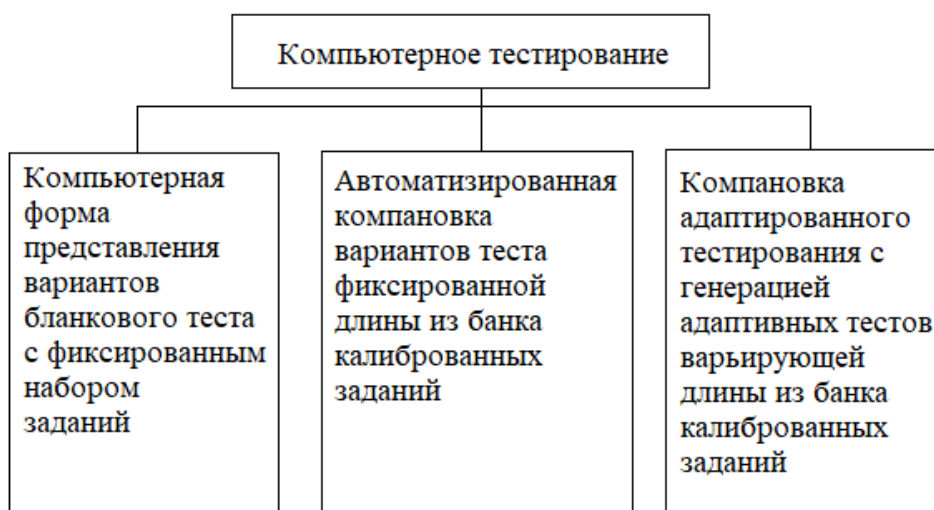 Компьютерное тестирование
Компьютерная
форма
представления
вариантов
бланкового теста
с фиксированным
набором
заданий
Автоматизированная
компановка
вариантов теста
фиксированной
длины из банка
калиброванных
заданий
Компановка
адаптированного
тестирования с
генерацией
адаптивных тестов
варьирующей
длины из банка
калиброванных
заданий